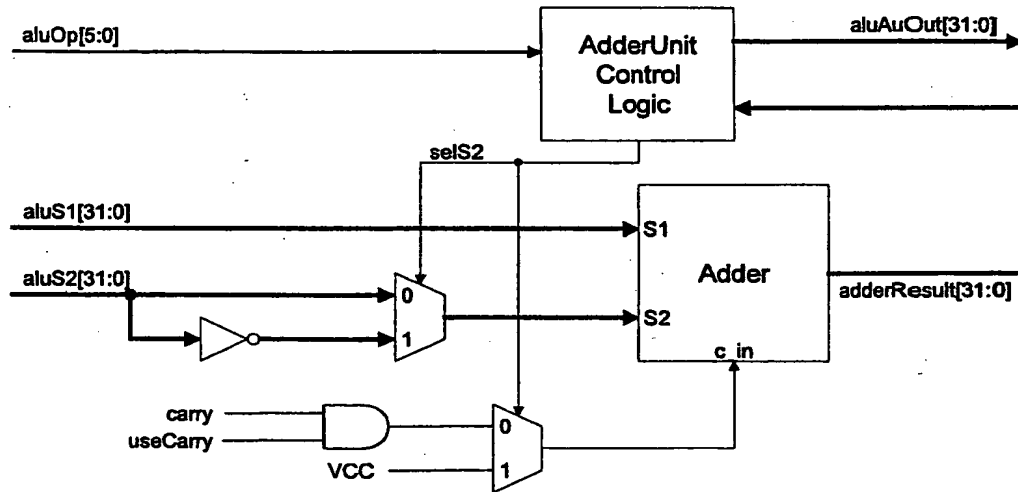 aluOp[5:0]
AdderUnit
Control
Logic
aluAuOut[31:0]
selS2
aluS1[31:0]
S1
Adder
aluS2[31:0]
0
1
S2
adderResult[31:0]
c_in
carry
useCarry
0
VCC
1